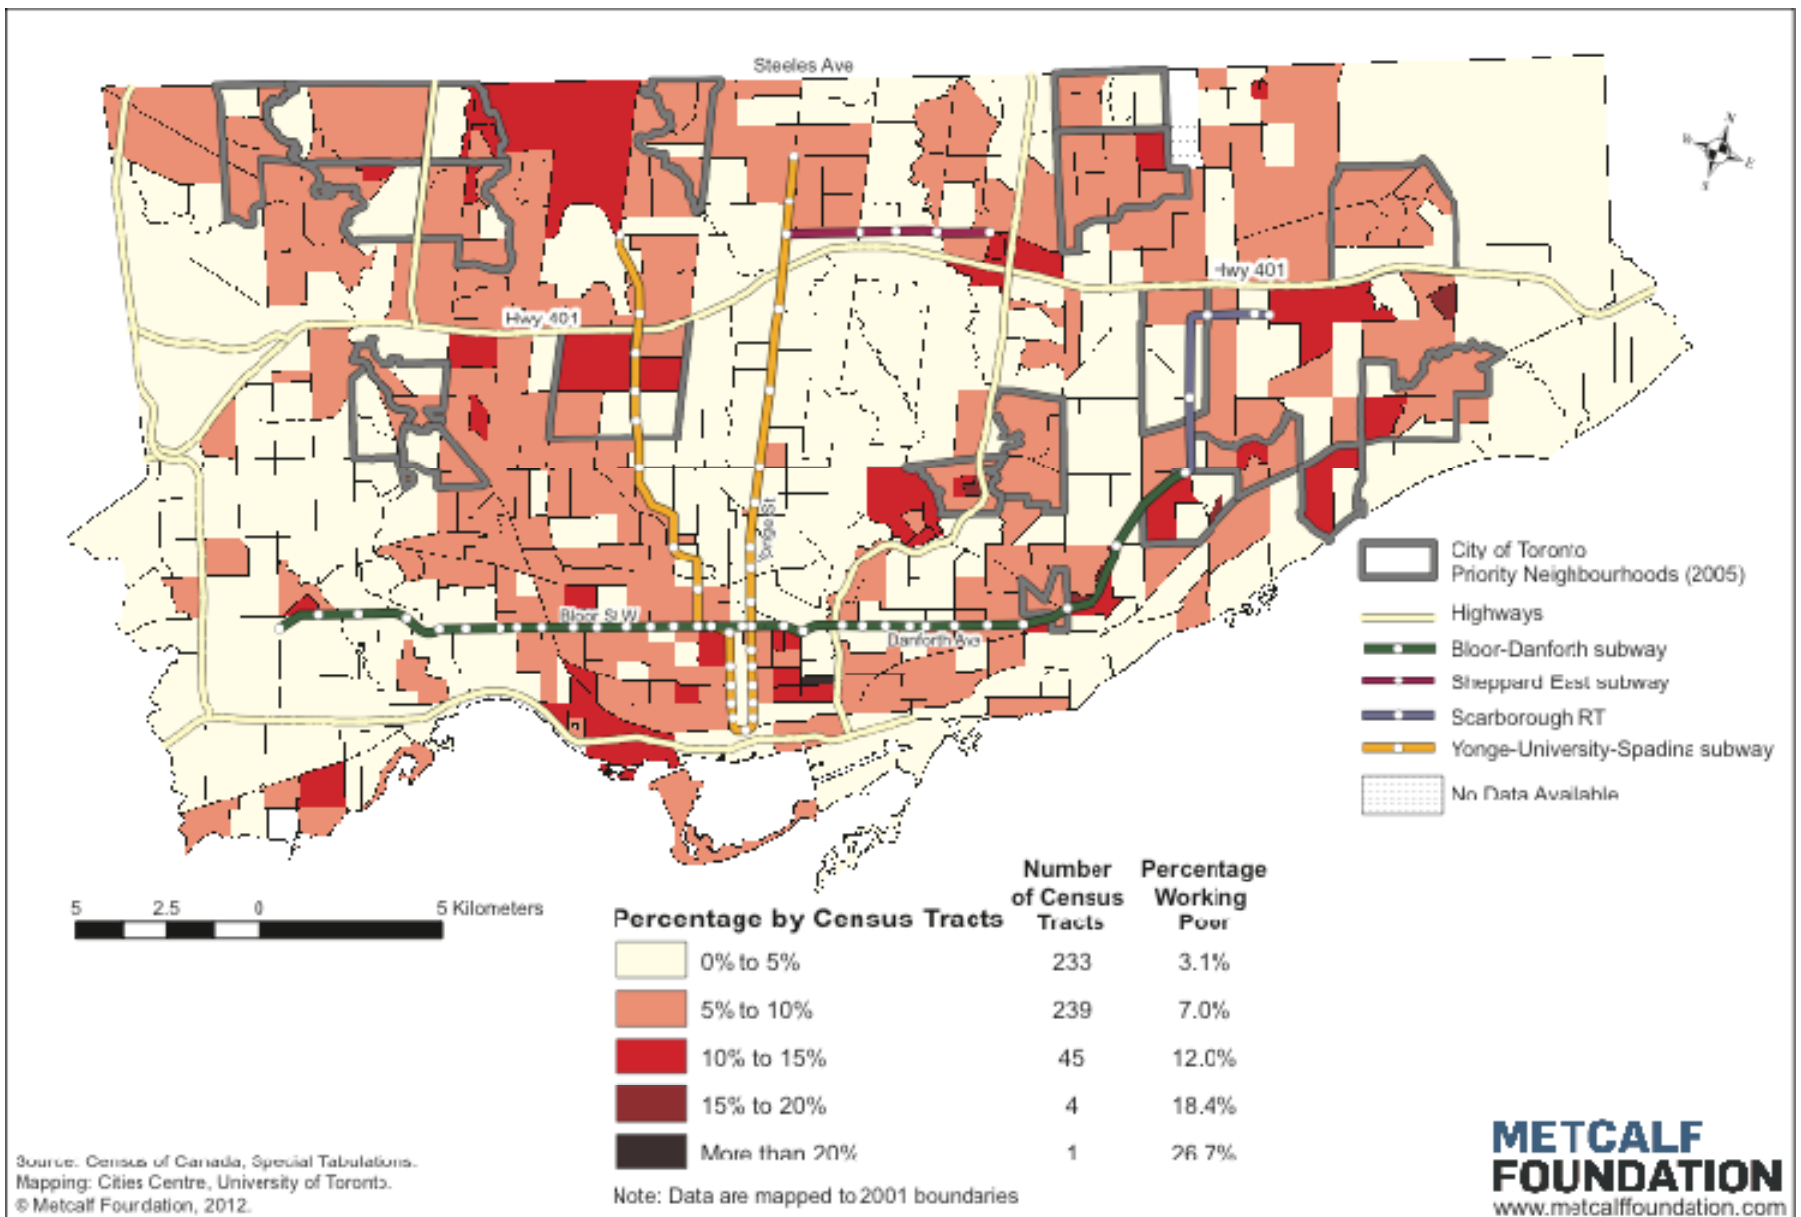 Steeles Ave
N
W
E
S
Hwy 401
Hwy 401
Yonge St
Bloor St W
Danforth Ave
City of Toronto
Priority Neighbourhoods (2005)
Highways
Bloor-Danforth subway
Sheppard East subway
Scarborough RT
Yonge-University-Spadina subway
No Data Available
5 2.5 0 5 Kilometers
Number Percentage
of Census Working
Percentage by Census Tracts Tracts Poor
0% to 5% 233 3.1%
5% to 10% 239 7.0%
10% to 15% 45 12.0%
15% to 20% 4 18.4%
More than 20% 1 26.7%
Note: Data are mapped to 2001 boundaries
Source: Census of Canada, Special Tabulations.
Mapping: Cities Centre, University of Toronto.
© Metcalf Foundation, 2012.
METCALF
FOUNDATION
www.metcalffoundation.com